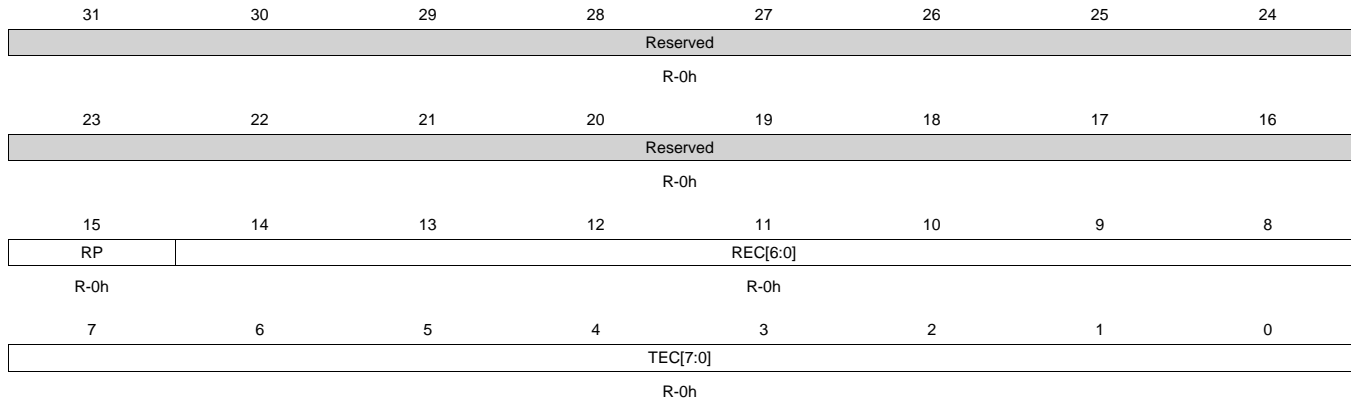 31 30 29 28 27 26 25 24
Reserved
R-0h
23 22 21 20 19 18 17 16
Reserved
R-0h
15 14 13 12 11 10 9 8
RP REC[6:0]
R-0h R-0h
7 6 5 4 3 2 1 0
TEC[7:0]
R-0h